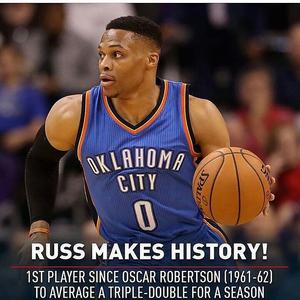 OKLAHOMA
CITY
0
RUSS MAKES HISTORY!
1ST PLAYER SINCE OSCAR ROBERTSON (1961-62)
TO AVERAGE A TRIPLE-DOUBLE FOR A SEASON